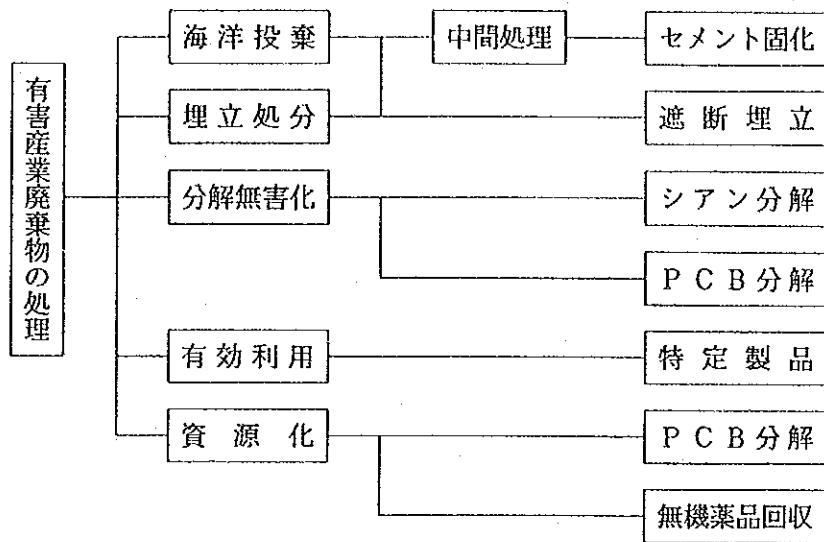 有害産業廃棄物の処理
海洋投棄
中間処理
セメント固化
埋立処分
遮断埋立
分解無害化
シアン分解
PCB分解
有効利用
特定製品
資源化
PCB分解
無機薬品回収